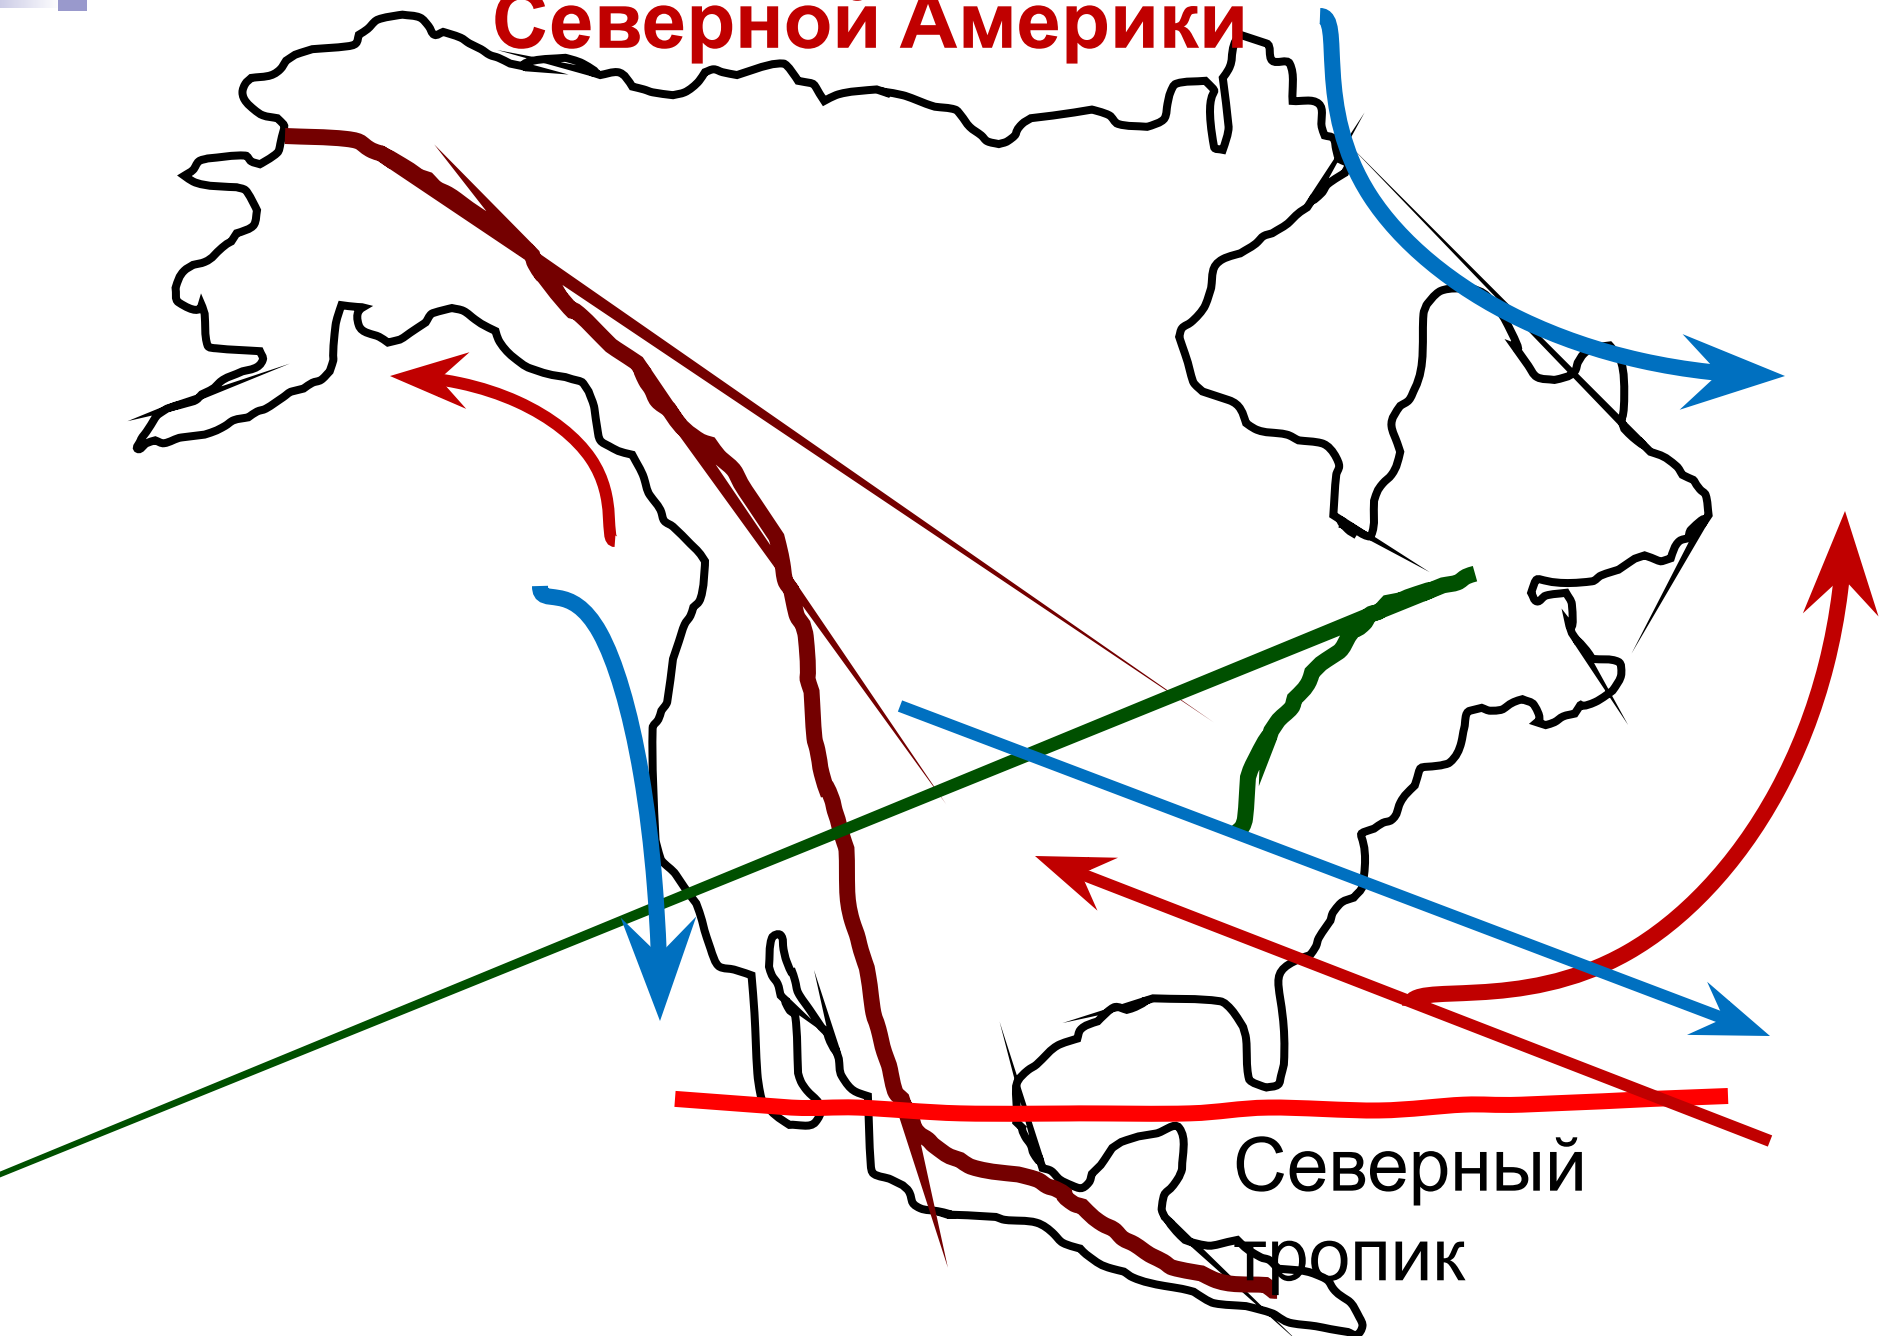 Северной Америки
Северный
тропик